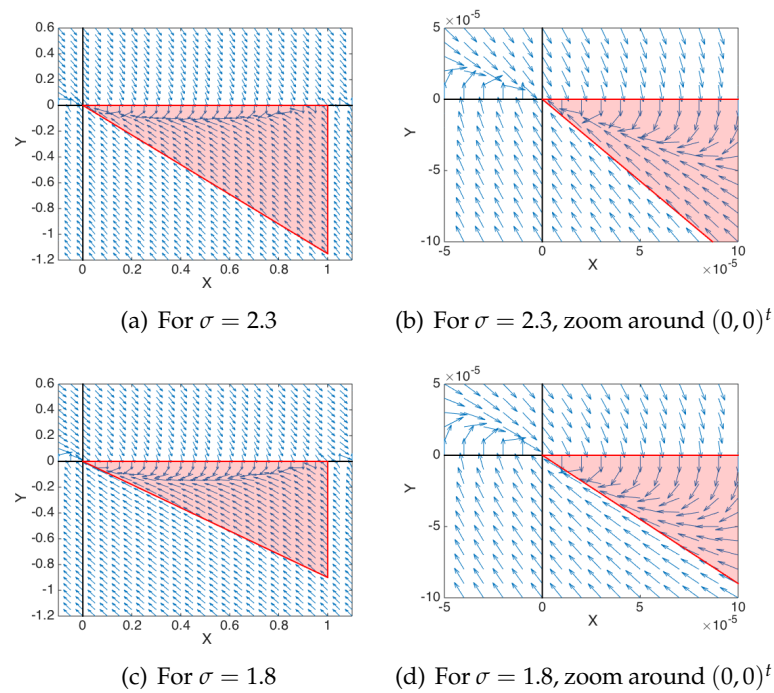 0.6
0.4
0.2
0
-0.2
-0.4
-0.6
-0.8
-1
-1.2
Y
0 0.2 0.4 0.6 0.8 1
X
(a) For σ = 2.3
×10⁻⁵
5
0
-5
-10
Y
-5 0 5 10
X
×10⁻⁵
(b) For σ = 2.3, zoom around (0, 0)ᵗ
0.6
0.4
0.2
0
-0.2
-0.4
-0.6
-0.8
-1
-1.2
Y
0 0.2 0.4 0.6 0.8 1
X
(c) For σ = 1.8
×10⁻⁵
5
0
-5
-10
Y
-5 0 5 10
X
×10⁻⁵
(d) For σ = 1.8, zoom around (0, 0)ᵗ